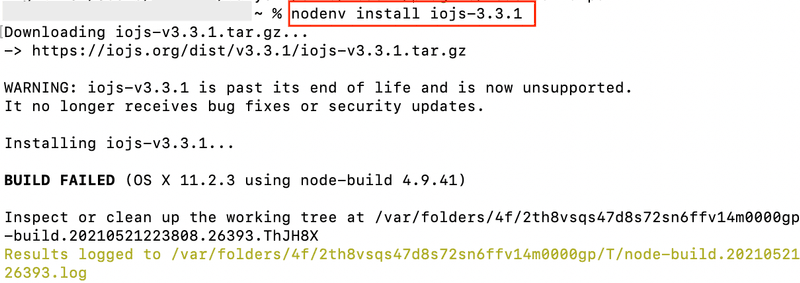 ~ % nodenv install iojs-3.3.1
Downloading iojs-v3.3.1.tar.gz...
-> https://iojs.org/dist/v3.3.1/iojs-v3.3.1.tar.gz
WARNING: iojs-v3.3.1 is past its end of life and is now unsupported.
It no longer receives bug fixes or security updates.
Installing iojs-v3.3.1...
BUILD FAILED (OS X 11.2.3 using node-build 4.9.41)
Inspect or clean up the working tree at /var/folders/4f/2th8vsqs47d8s72sn6ffv14m0000gp
-build.20210521223808.26393.ThJH8X
Results logged to /var/folders/4f/2th8vsqs47d8s72sn6ffv14m0000gp/T/node-build.20210521
26393.log